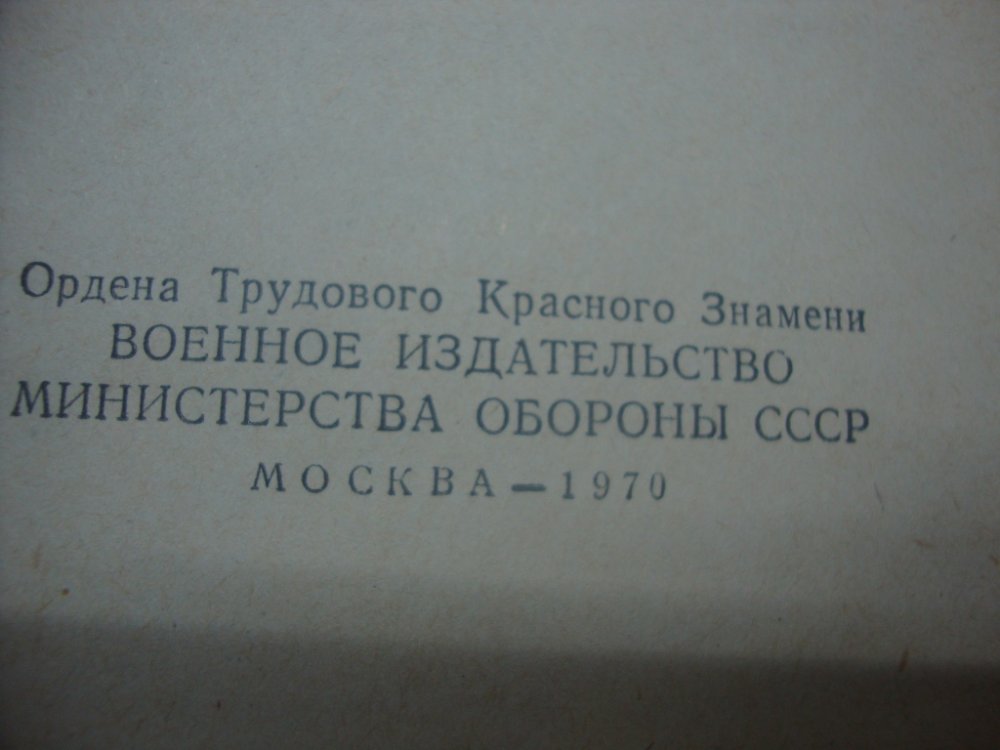 Ордена Трудового Красного Знамени
ВОЕННОЕ ИЗДАТЕЛЬСТВО
МИНИСТЕРСТВА ОБОРОНЫ СССР
МОСКВА — 1970